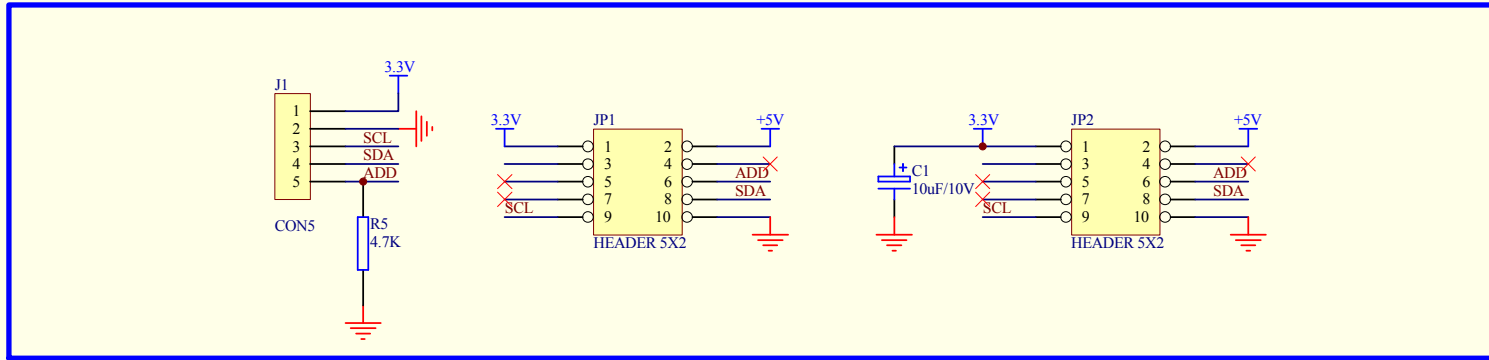 J1
3.3V
1
2
3 SCL
4 SDA
5 ADD
R5
4.7K
CON5
3.3V
JP1
+5V
1 2
3 4
5 6 ADD
7 8 SDA
SCL 9 10
HEADER 5X2
3.3V
JP2
+5V
+ C1
10uF/10V
1 2
3 4
5 6 ADD
7 8 SDA
SCL 9 10
HEADER 5X2